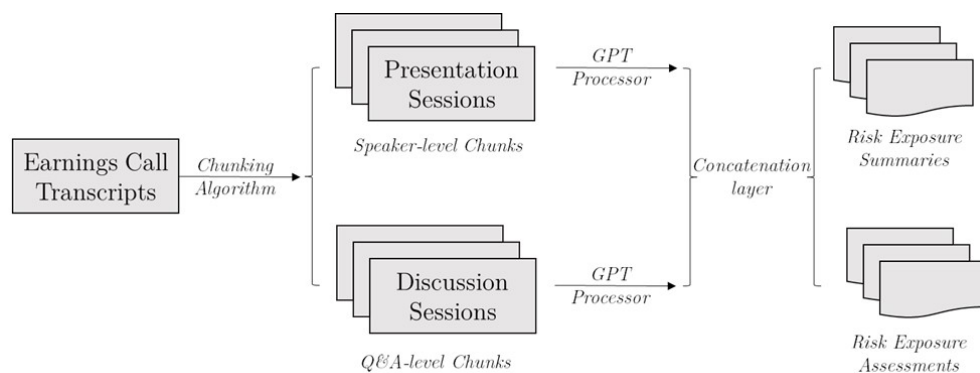 Earnings Call
Transcripts
Chunking
Algorithm
Presentation
Sessions
Speaker-level Chunks
GPT
Processor
Discussion
Sessions
Q&A-level Chunks
GPT
Processor
Concatenation
layer
Risk Exposure
Summaries
Risk Exposure
Assessments